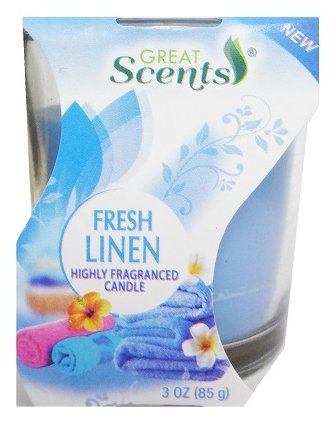 GREAT
Scents®
NEW
FRESH
LINEN
HIGHLY FRAGRANCED
CANDLE
3 OZ (85 g)